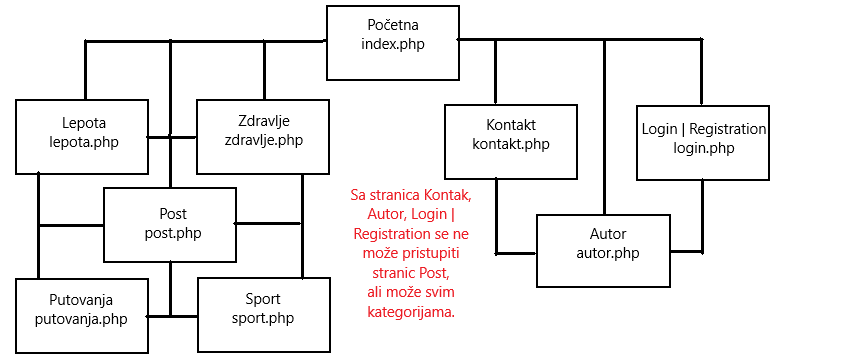 Početna
index.php
Lepota
lepota.php
Zdravlje
zdravlje.php
Kontakt
kontakt.php
Login | Registration
login.php
Post
post.php
Sa stranica Kontak,
Autor, Login |
Registration se ne
može pristupiti
stranic Post,
ali može svim
kategorijama.
Autor
autor.php
Putovanja
putovanja.php
Sport
sport.php